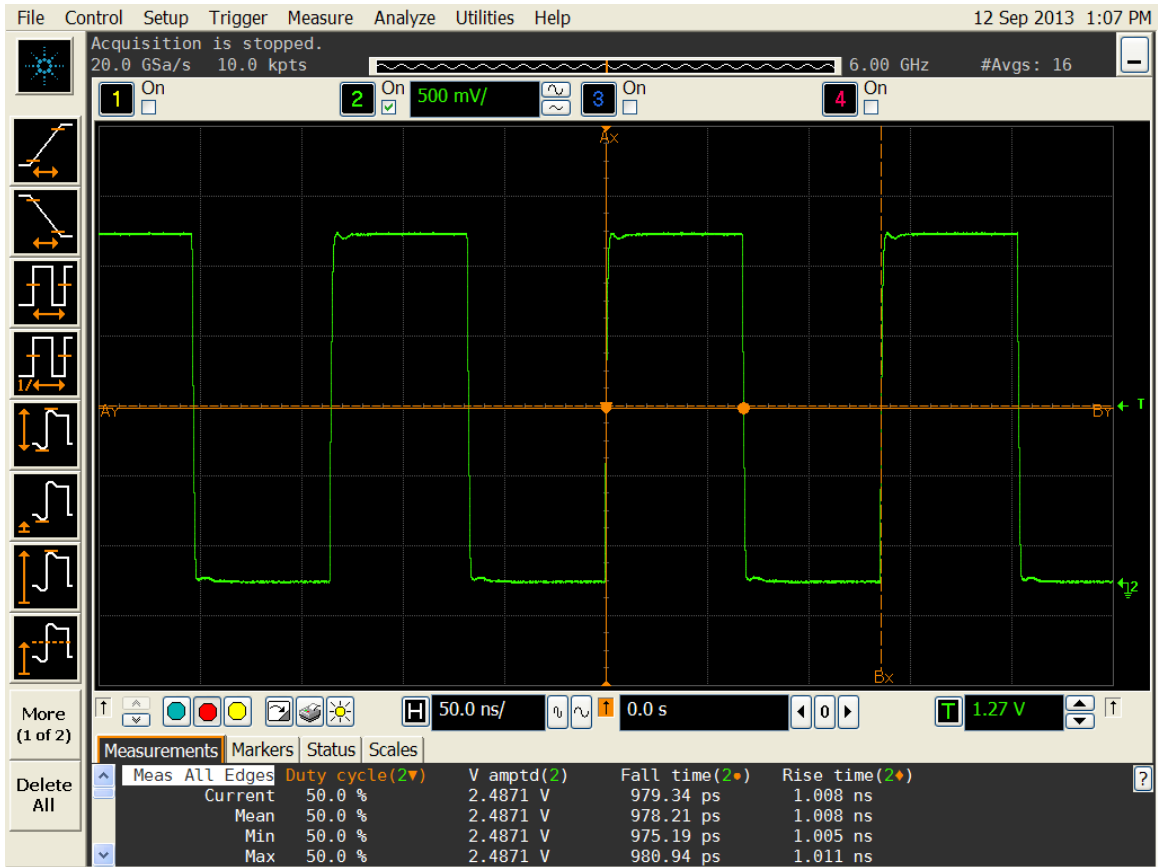 File Control Setup Trigger Measure Analyze Utilities Help 12 Sep 2013 1:07 PM
Acquisition is stopped.
20.0 GSa/s 10.0 kpts 6.00 GHz #Avgs: 16
1 On 2 On 500 mV/ 3 On 4 On
Ax
1/
AY BY T
2
Bx
More
(1 of 2)
Delete
All
H 50.0 ns/ 0.0 s 0 T 1.27 V
Measurements Markers Status Scales
Meas All Edges Duty cycle(2▼) V amptd(2) Fall time(2●) Rise time(2♦) ?
Current 50.0 % 2.4871 V 979.34 ps 1.008 ns
Mean 50.0 % 2.4871 V 978.21 ps 1.008 ns
Min 50.0 % 2.4871 V 975.19 ps 1.005 ns
Max 50.0 % 2.4871 V 980.94 ps 1.011 ns